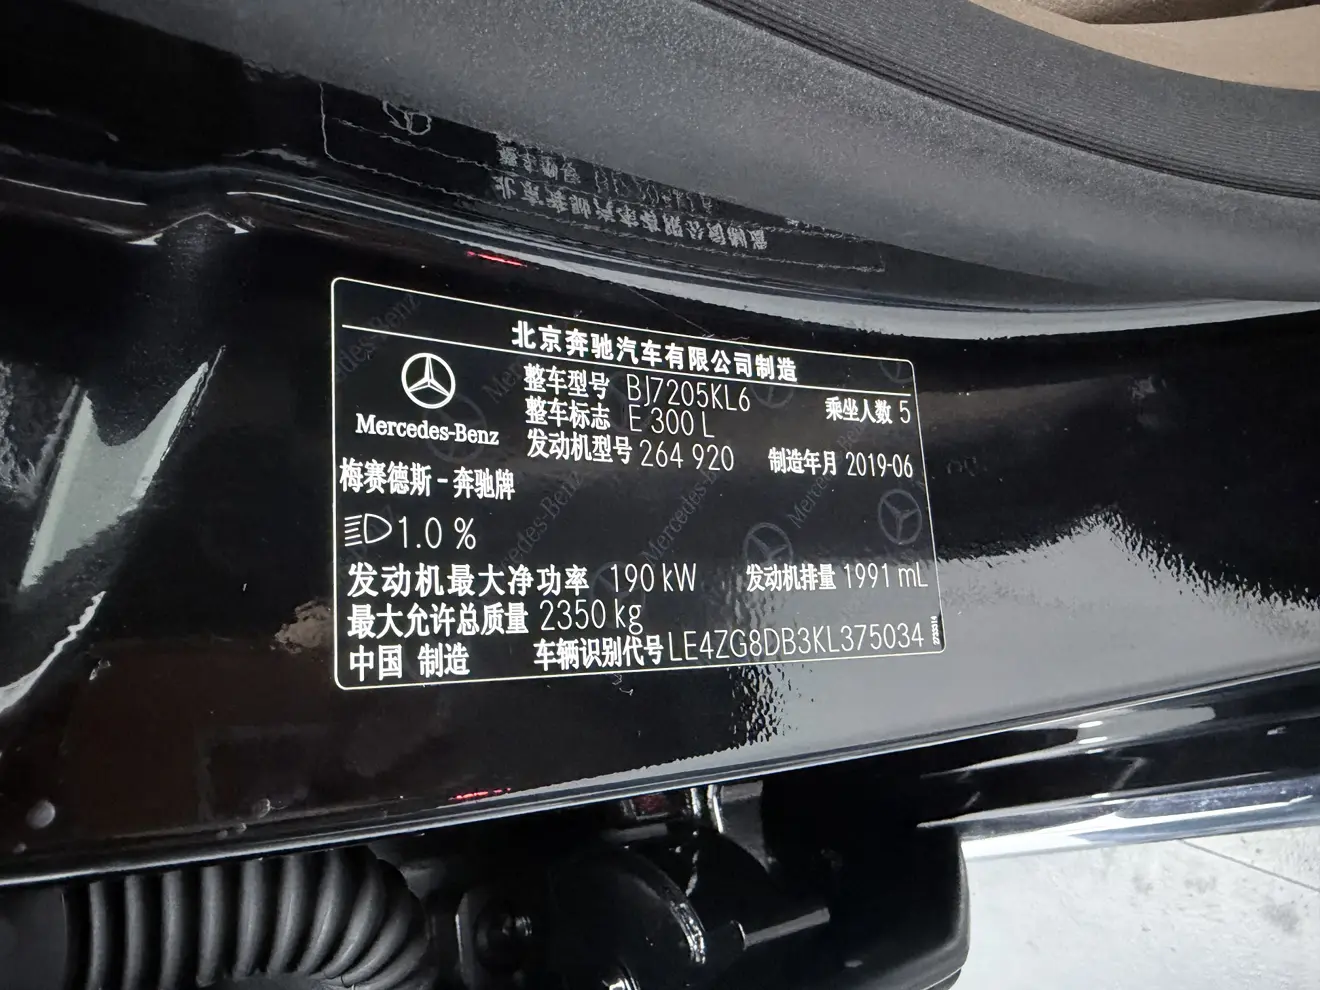 北京奔驰汽车有限公司制造
Mercedes-Benz
整车型号 BJ7205KL6
整车标志 E 300 L
乘坐人数 5
发动机型号 264 920
制造年月 2019-06
梅赛德斯-奔驰牌
1.0 %
发动机最大净功率 190 kW
发动机排量 1991 mL
最大允许总质量 2350 kg
中国 制造
车辆识别代号 LE4ZG8DB3KL375034